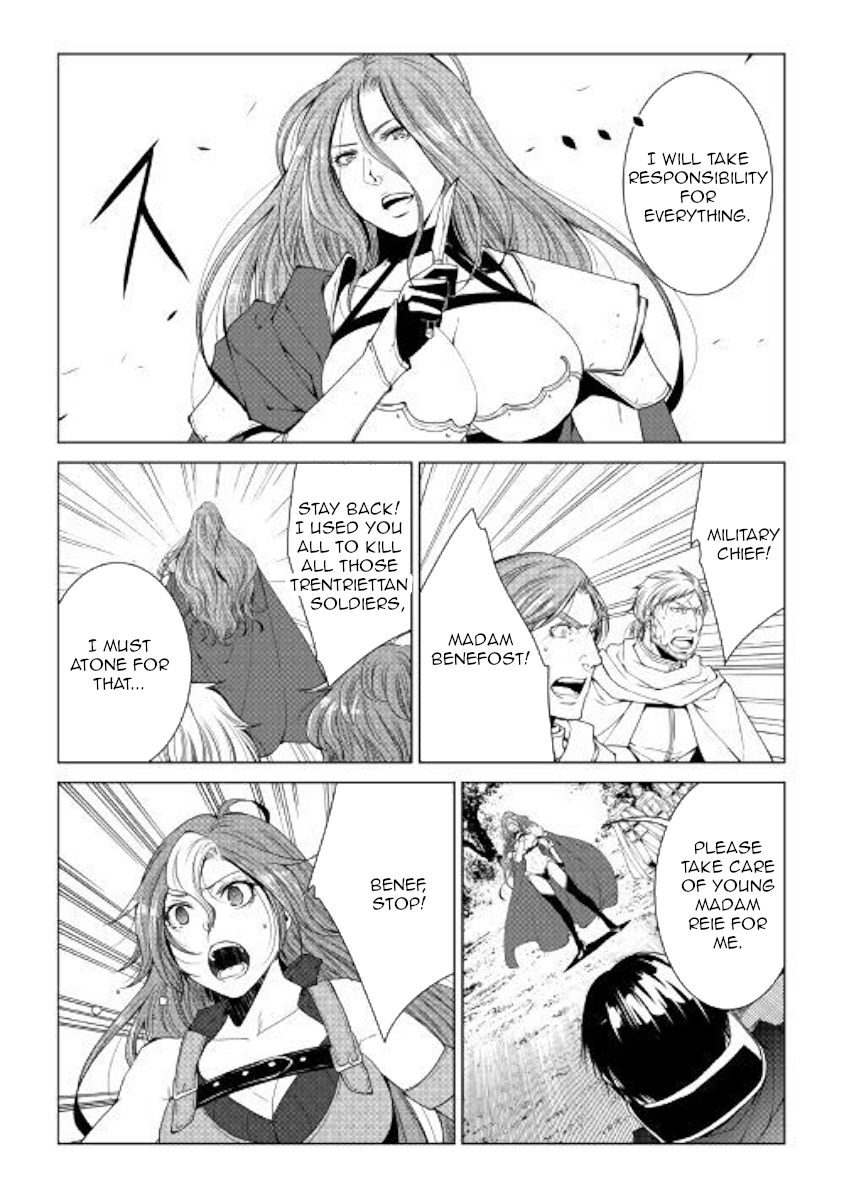 I WILL TAKE
RESPONSIBILITY
FOR
EVERYTHING.
MILITARY
CHIEF!
MADAM
BENEFOST!
STAY BACK!
I USED YOU
ALL TO KILL
ALL THOSE
TRENTRIETTAN
SOLDIERS,
I MUST
ATONE FOR
THAT...
PLEASE
TAKE CARE
OF YOUNG
MADAM
REIE FOR
ME.
BENEF,
STOP!